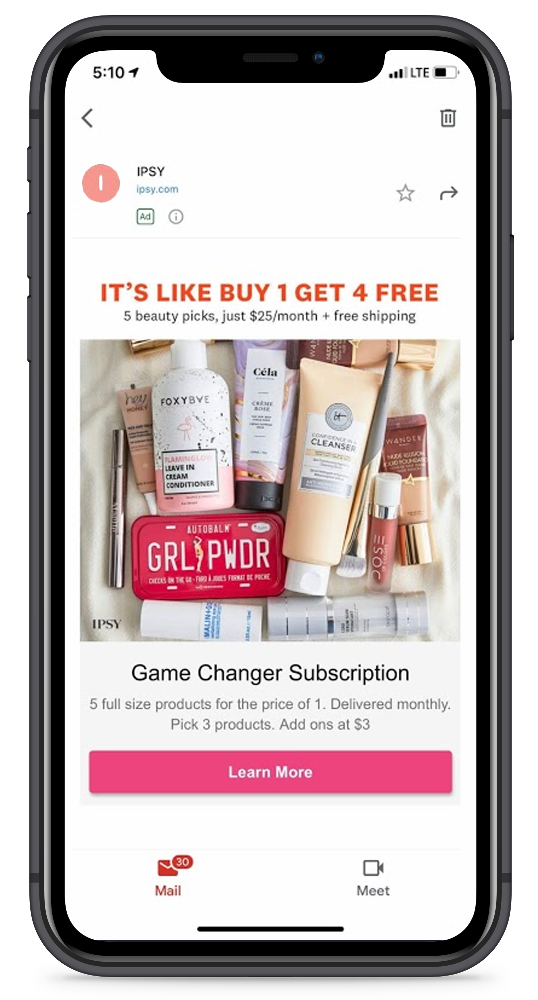 5:10
LTE
I
IPSY
ipsy.com
Ad
IT'S LIKE BUY 1 GET 4 FREE
5 beauty picks, just $25/month + free shipping
hey
HONEY
FOXYBAE
FLAMINGLOW
LEAVE IN
CREAM
CONDITIONER
Céla
CRÈME
ROSE
it
CONFIDENCE IN A
CLEANSER
WANDER
NUDE ILLUSION
LIQUID FOUNDATION
AUTOBALM
GRL PWDR
CHEEKS ON THE GO · FARD À JOUES FORMAT DE POCHE
DOSE
OF COLORS
MALIN+GOETZ
IPSY
Game Changer Subscription
5 full size products for the price of 1. Delivered monthly.
Pick 3 products. Add ons at $3
Learn More
30
Mail
Meet